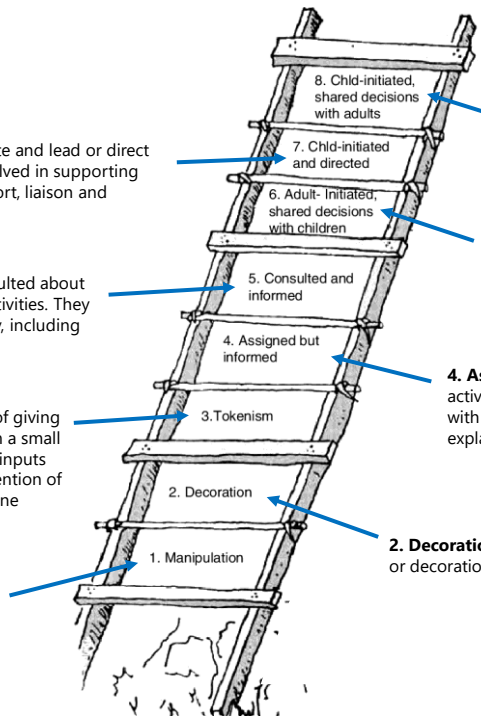 8. Chld-initiated,
shared decisions
with adults
te and lead or direct
lved in supporting
ort, liaison and
7. Chld-initiated
and directed
6. Adult- Initiated,
shared decisions
with children
ulted about
tivities. They
y, including
5. Consulted and
informed
4. Assigned but
informed
4. As
activ
with
expla
of giving
n a small
inputs
ention of
ne
3.Tokenism
2. Decoration
2. Decoratio
or decoratio
1. Manipulation